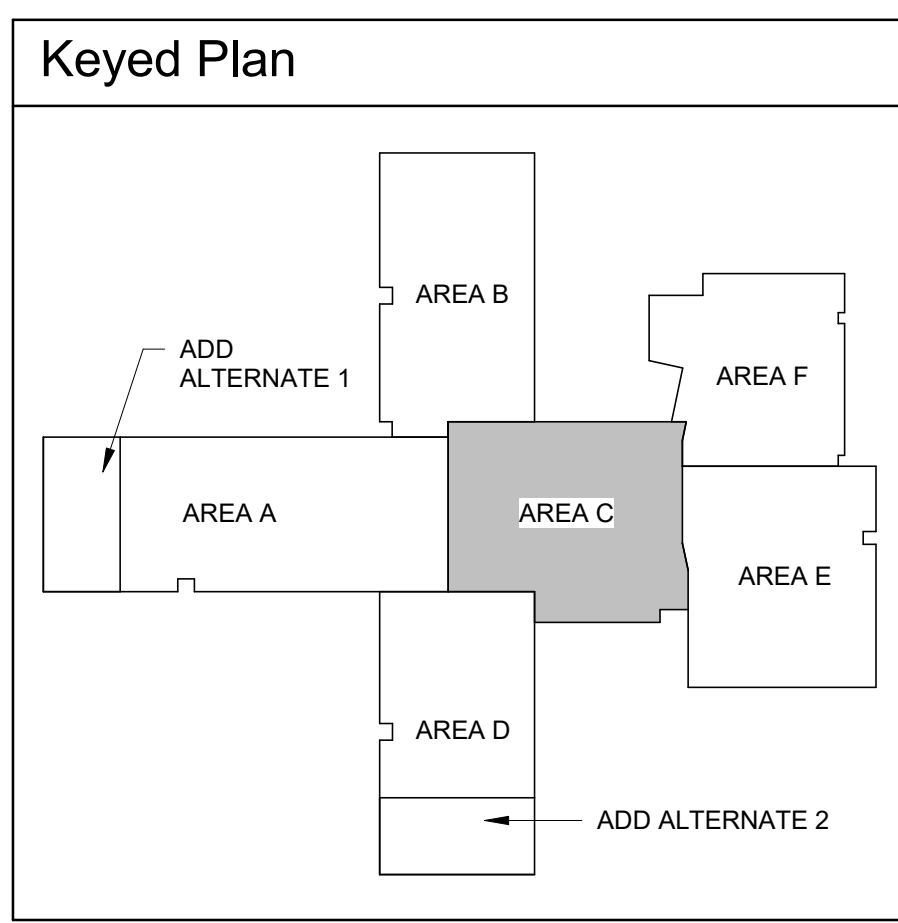 Keyed Plan
AREA B
ADD
ALTERNATE 1
AREA F
AREA A
AREA C
AREA E
AREA D
ADD ALTERNATE 2